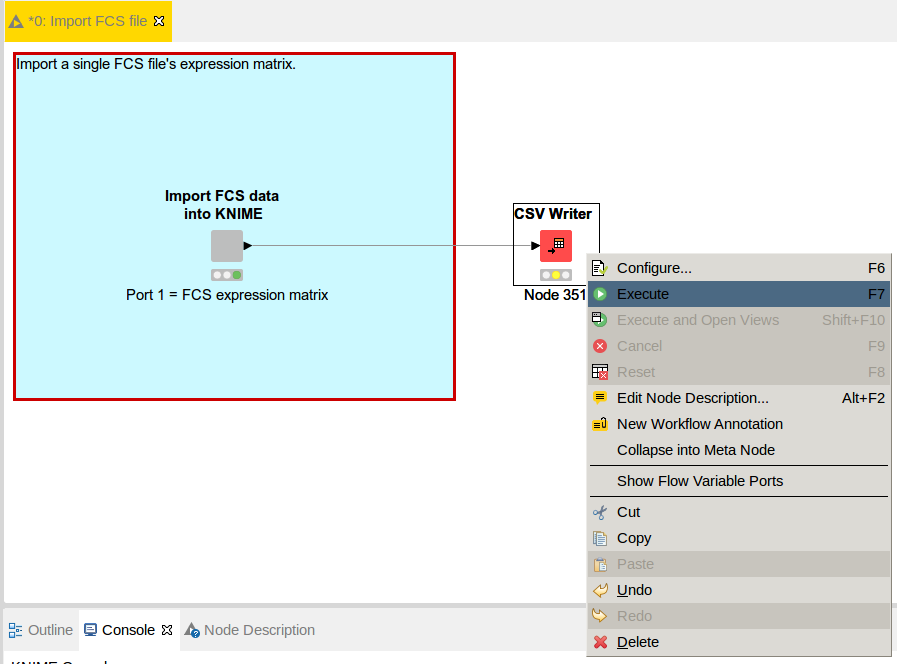 *0: Import FCS file
Import a single FCS file's expression matrix.
Import FCS data
into KNIME
Port 1 = FCS expression matrix
CSV Writer
Node 351
Configure... F6
Execute F7
Execute and Open Views Shift+F10
Cancel F9
Reset F8
Edit Node Description... Alt+F2
New Workflow Annotation
Collapse into Meta Node
Show Flow Variable Ports
Cut
Copy
Paste
Undo
Redo
Delete
Outline Console Node Description